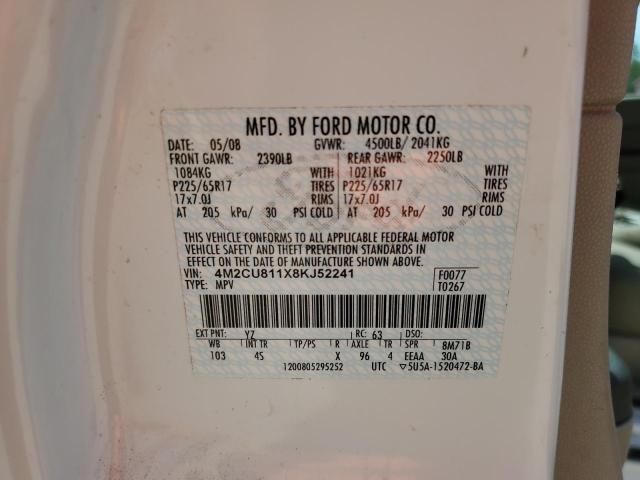 MFD. BY FORD MOTOR CO.
DATE: 05/08 GVWR: 4500LB/ 2041KG
FRONT GAWR: 2390LB REAR GAWR: 2250LB
1084KG WITH 1021KG WITH
P225/65R17 TIRES P225/65R17 TIRES
17x7.0J RIMS 17x7.0J RIMS
AT 205 kPa/ 30 PSI COLD AT 205 kPa/ 30 PSI COLD
THIS VEHICLE CONFORMS TO ALL APPLICABLE FEDERAL MOTOR
VEHICLE SAFETY AND THEFT PREVENTION STANDARDS IN
EFFECT ON THE DATE OF MANUFACTURE SHOWN ABOVE.
VIN: 4M2CU811X8KJ52241 F0077
TYPE: MPV T0267
EXT PNT: YZ RC: 63 DSO:
WB INT TR TP/PS R AXLE TR SPR 8M71B
103 4S X 96 4 EEAA 30A
1200805295252 UTC ▽5U5A-1520472-BA